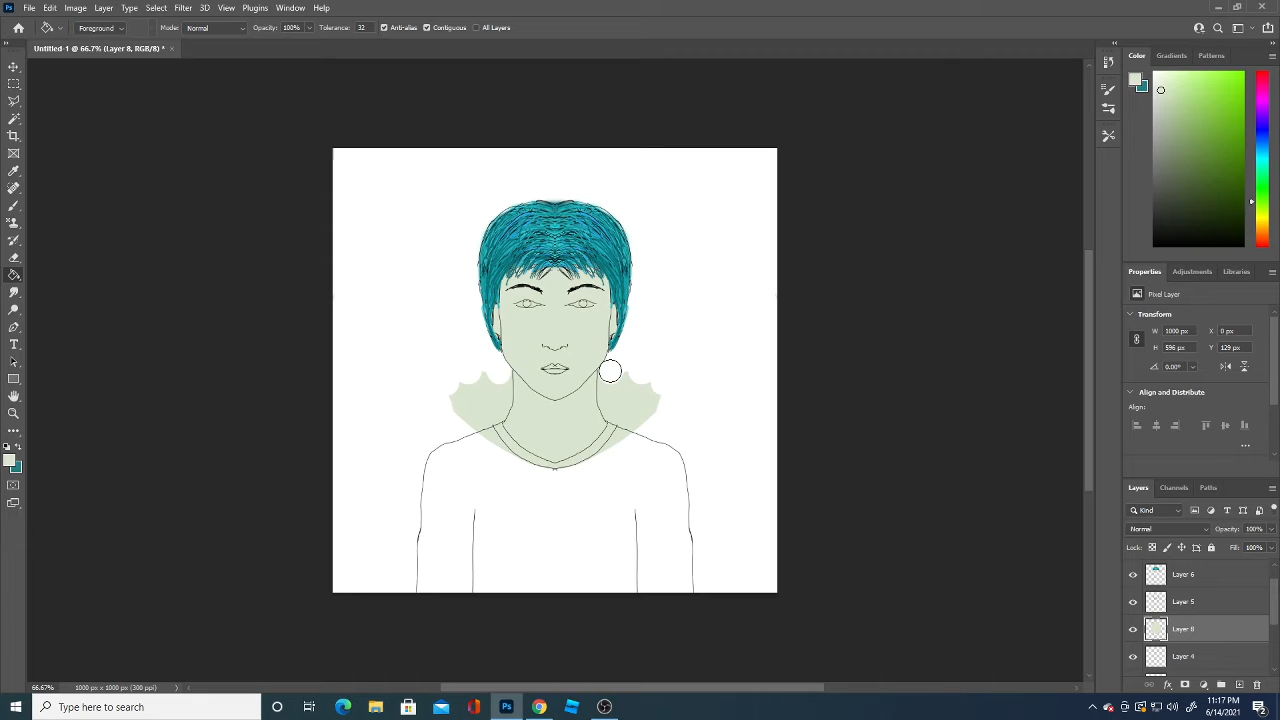 File Edit Image Layer Type Select Filter 3D View Plugins Window Help
Foreground Mode: Normal Opacity: 100% Tolerance: 32 Anti-alias Contiguous All Layers
Untitled-1 @ 66.7% (Layer 8, RGB/8) *
Color Gradients Patterns
Properties Adjustments Libraries
Pixel Layer
Transform
W 1000 px X 0 px
H 596 px Y 129 px
0.00°
Align and Distribute
Align:
Layers Channels Paths
Kind
Normal Opacity: 100%
Lock: Fill: 100%
Layer 6
Layer 5
Layer 8
Layer 4
66.67% 1000 px x 1000 px (300 ppi)
Type here to search
11:17 PM
6/14/2021